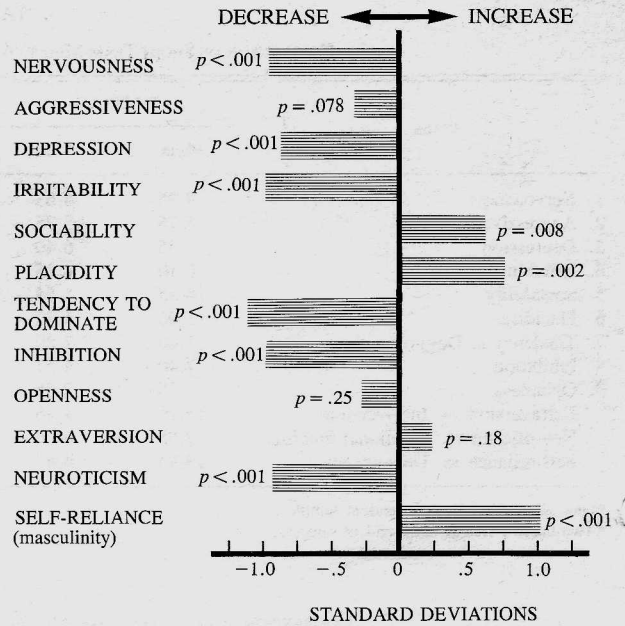 DECREASE INCREASE
NERVOUSNESS p<.001
AGGRESSIVENESS p=.078
DEPRESSION p<.001
IRRITABILITY p<.001
SOCIABILITY p=.008
PLACIDITY p=.002
TENDENCY TO
DOMINATE p<.001
INHIBITION p<.001
OPENNESS p=.25
EXTRAVERSION p=.18
NEUROTICISM p<.001
SELF-RELIANCE p<.001
(masculinity)
−1.0 −.5 0 .5 1.0
STANDARD DEVIATIONS